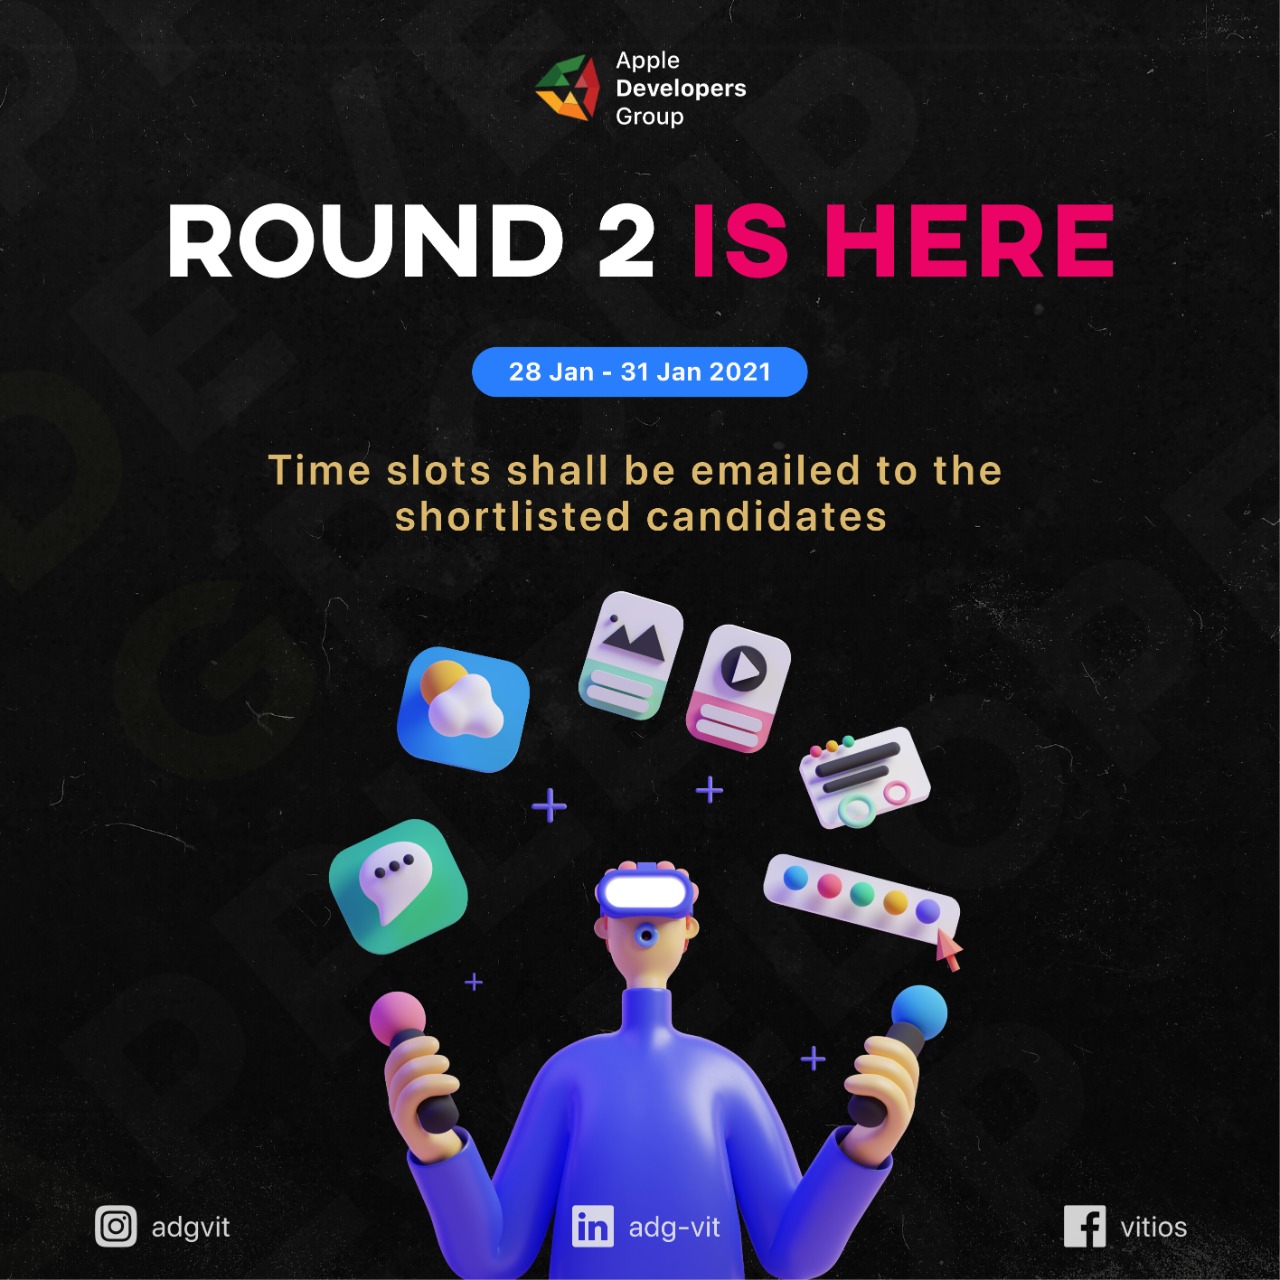 Apple
Developers
Group
ROUND 2 IS HERE
28 Jan - 31 Jan 2021
Time slots shall be emailed to the
shortlisted candidates
adgvit
adg-vit
vitios